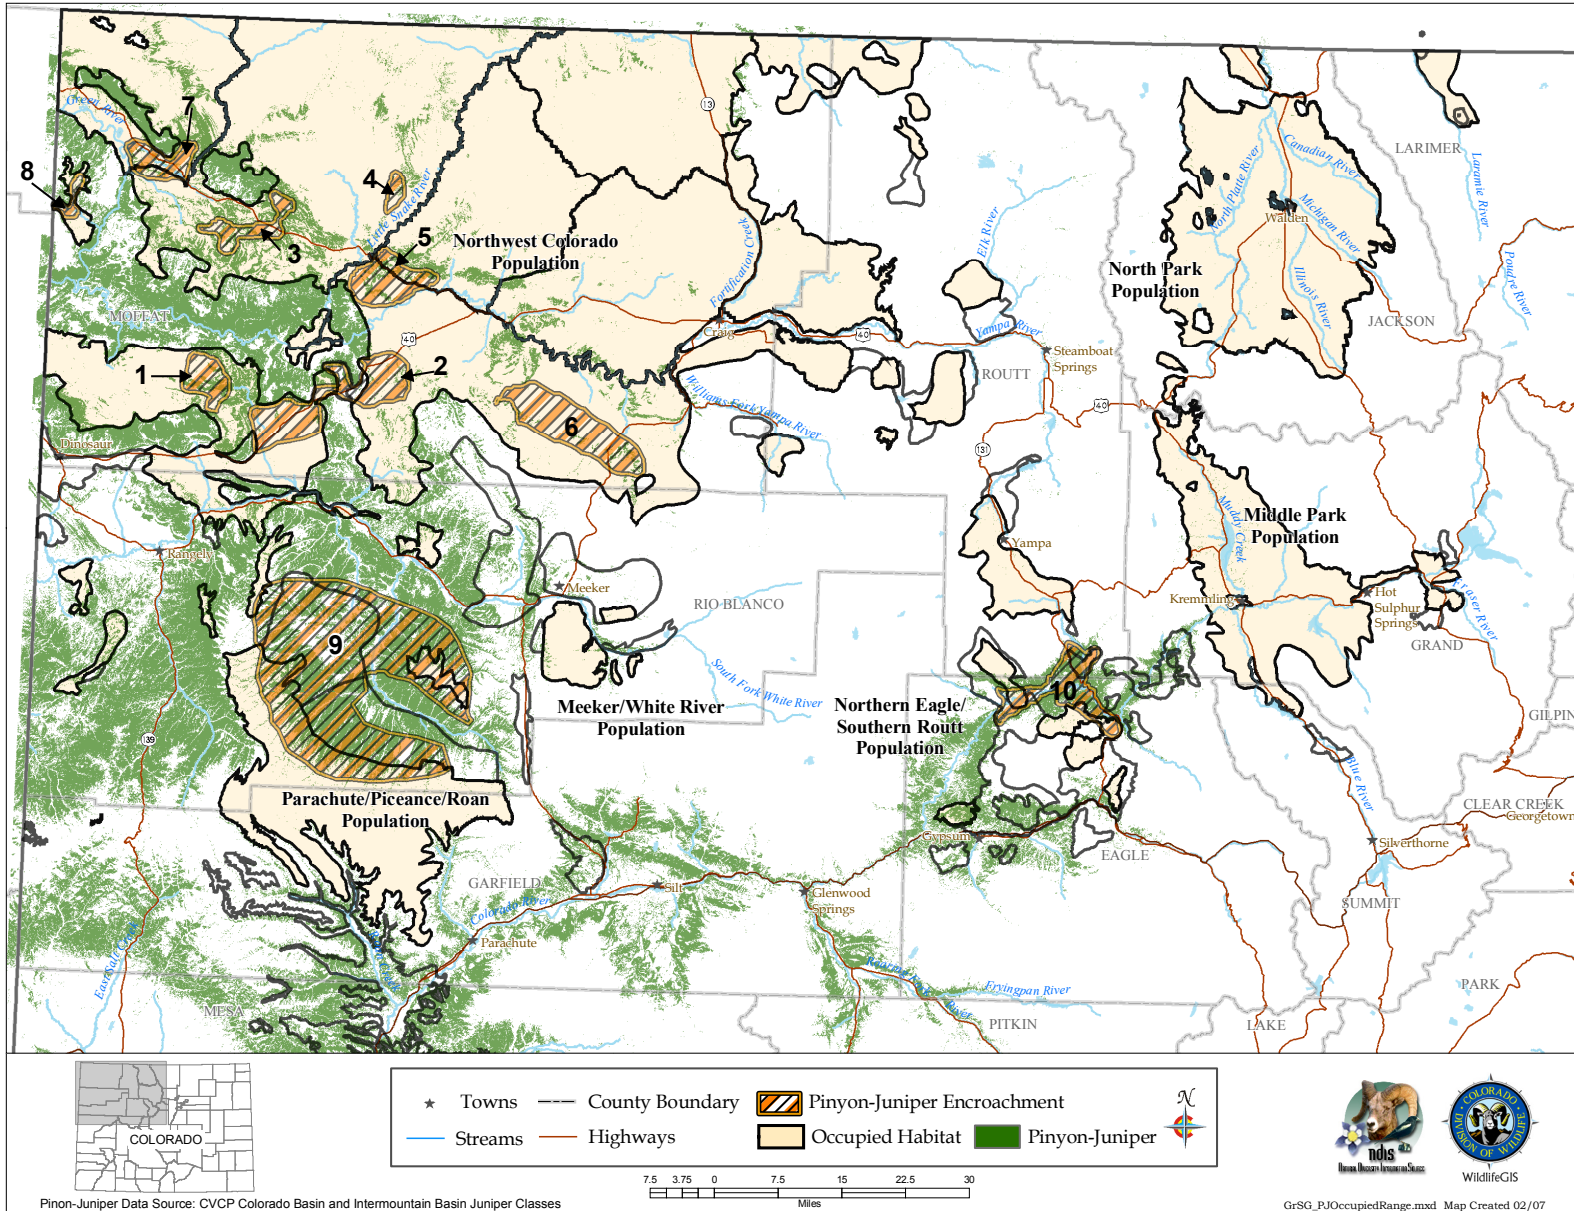 Green River
7
13
LARIMER
Canadian River
North Platte River
Laramie River
8
4
Little Snake River
Walden
Michigan River
3
5
Northwest Colorado
Population
Fortification Creek
Elk River
North Park
Population
Illinois River
Poudre River
MOFFAT
JACKSON
40
Craig
40
Yampa River
Steamboat
Springs
1
2
ROUTT
Williams Fork Yampa River
40
6
Dinosaur
131
Muddy Creek
Middle Park
Population
Rangely
Yampa
Meeker
Kremmling
Hot
Sulphur
Springs
Fraser River
RIO BLANCO
9
GRAND
South Fork White River
10
Meeker/White River
Population
Northern Eagle/
Southern Routt
Population
GILPIN
139
Blue River
Parachute/Piceance/Roan
Population
CLEAR CREEK
Georgetown
Gypsum
Silverthorne
EAGLE
GARFIELD
Silt
Glenwood
Springs
SUMMIT
Colorado River
Parachute
East Salt Creek
Roan Creek
Roaring Fork River
Fryingpan River
PARK
MESA
PITKIN
LAKE
COLORADO
Towns
County Boundary
Pinyon-Juniper Encroachment
Streams
Highways
Occupied Habitat
Pinyon-Juniper
N
7.5 3.75 0 7.5 15 22.5 30
Miles
ndis
Natural Diversity Information Source
COLORADO
DIVISION OF WILDLIFE
WildlifeGIS
Pinon-Juniper Data Source: CVCP Colorado Basin and Intermountain Basin Juniper Classes
GrSG_PJOccupiedRange.mxd Map Created 02/07